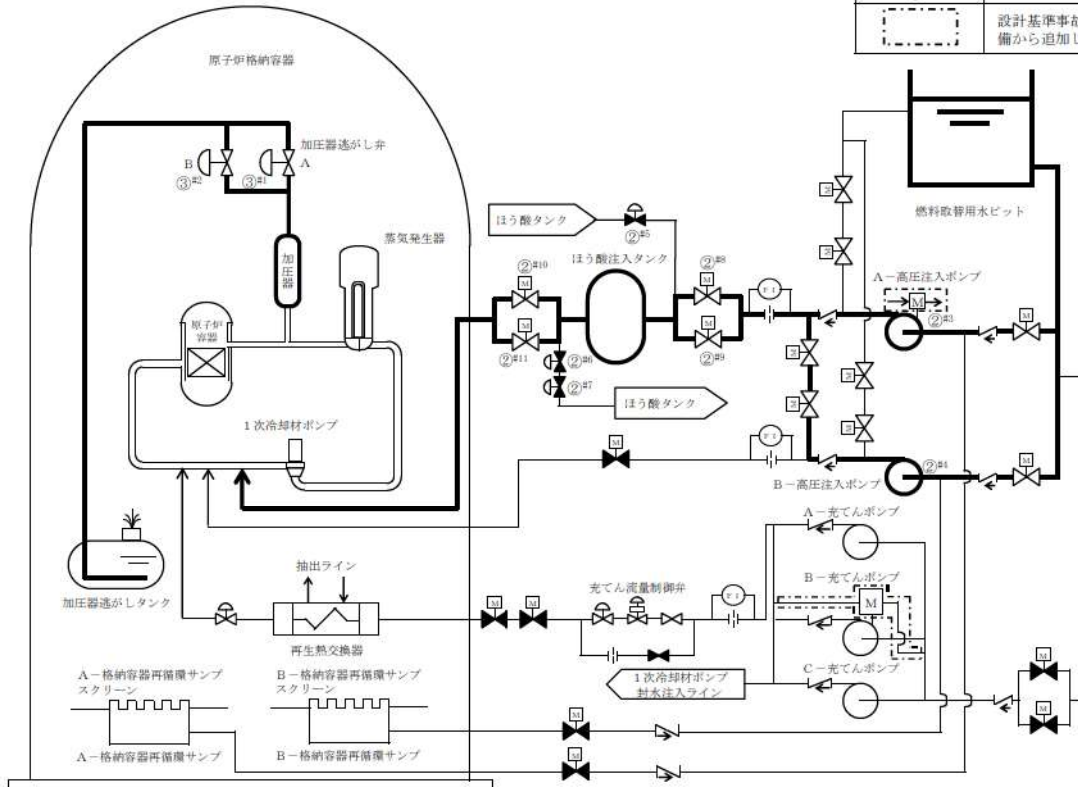 設計基準事故
備から追加し
原子炉格納容器
加圧器逃がし弁
B
A
③#2
③#1
蒸気発生器
加圧器
原子炉
容器
1次冷却材ポンプ
加圧器逃がしタンク
ほう酸タンク
②#5
ほう酸注入タンク
②#10
M
②#11
M
②#6
②#7
ほう酸タンク
②#8
M
②#9
M
FI
M
M
燃料取替用水ピット
A-高圧注入ポンプ
M
②#3
M
M
M
M
M
M
FI
②#4
M
B-高圧注入ポンプ
A-充てんポンプ
B-充てんポンプ
M
C-充てんポンプ
抽出ライン
再生熱交換器
充てん流量制御弁
M
M
FI
1次冷却材ポンプ
封水注入ライン
M
M
A-格納容器再循環サンプ
スクリーン
B-格納容器再循環サンプ
スクリーン
A-格納容器再循環サンプ
B-格納容器再循環サンプ
M
M